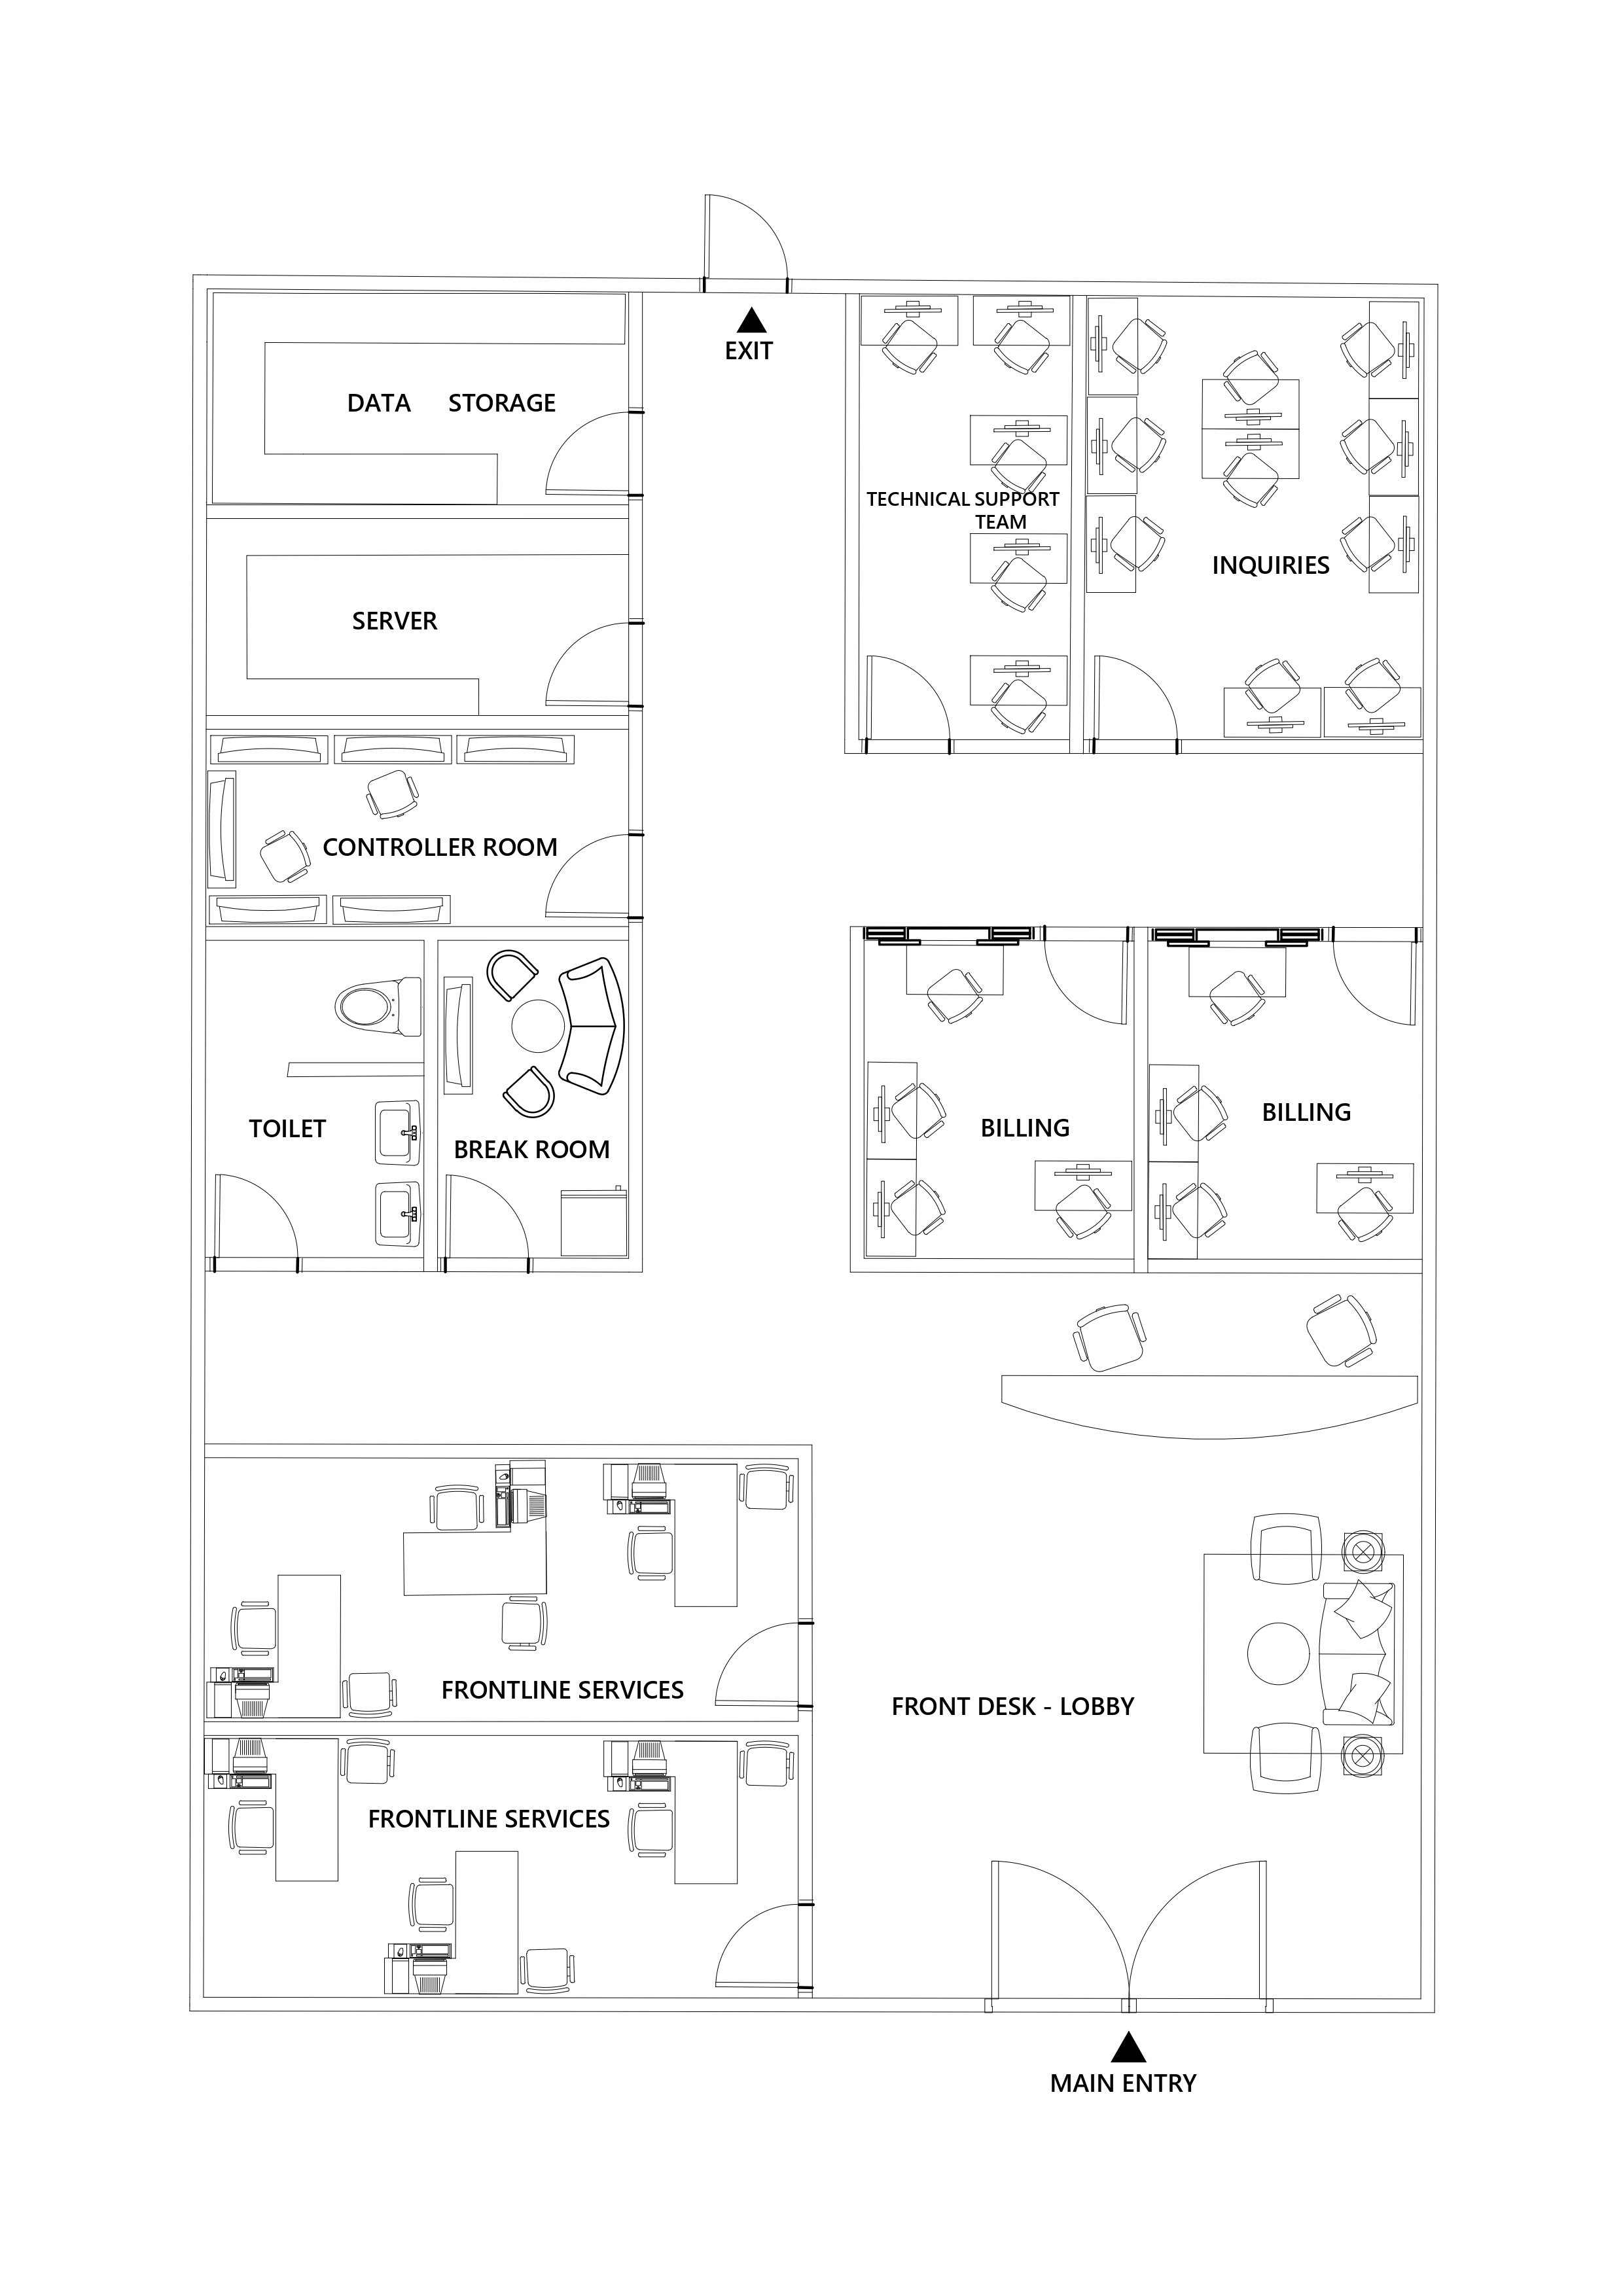 EXIT
DATA STORAGE
TECHNICAL SUPPORT
TEAM
INQUIRIES
SERVER
CONTROLLER ROOM
TOILET
BREAK ROOM
BILLING
BILLING
FRONTLINE SERVICES
FRONT DESK - LOBBY
FRONTLINE SERVICES
MAIN ENTRY